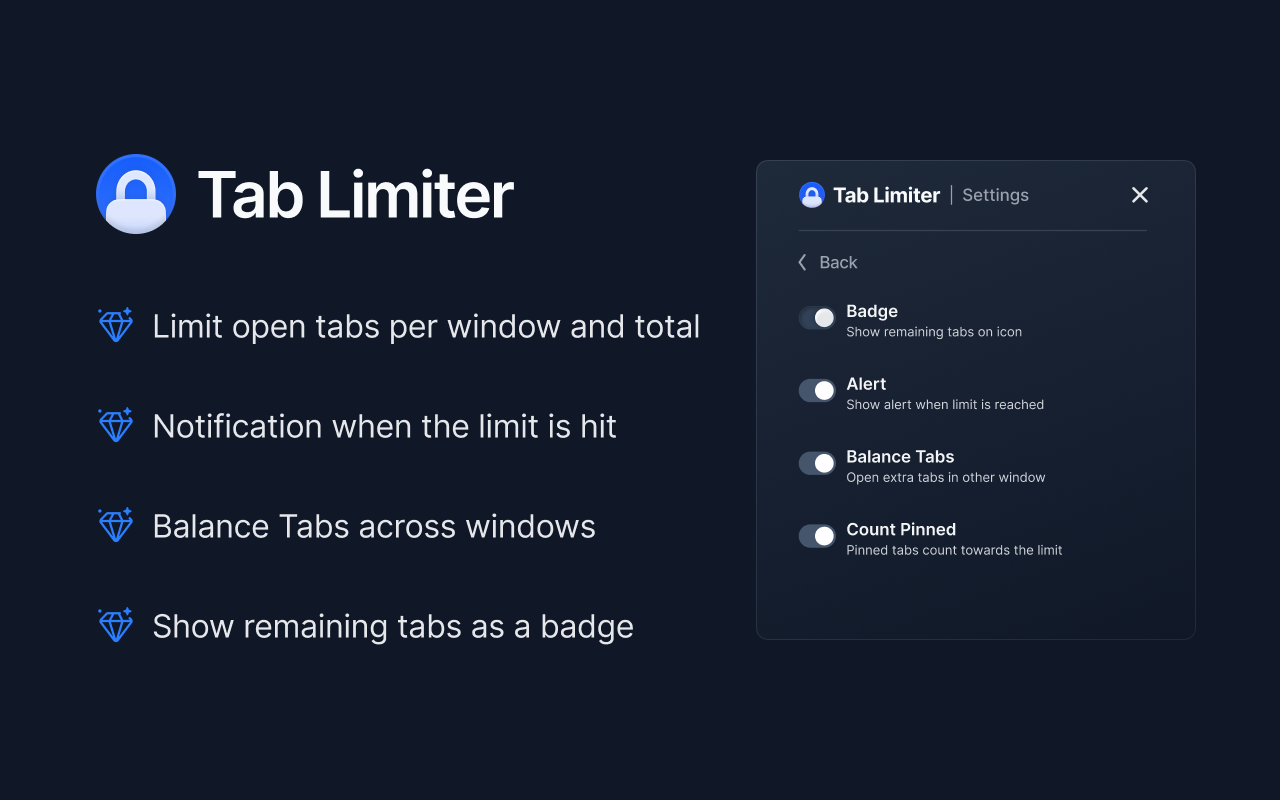 Tab Limiter
Limit open tabs per window and total
Notification when the limit is hit
Balance Tabs across windows
Show remaining tabs as a badge
Tab Limiter | Settings
Back
Badge
Show remaining tabs on icon
Alert
Show alert when limit is reached
Balance Tabs
Open extra tabs in other window
Count Pinned
Pinned tabs count towards the limit